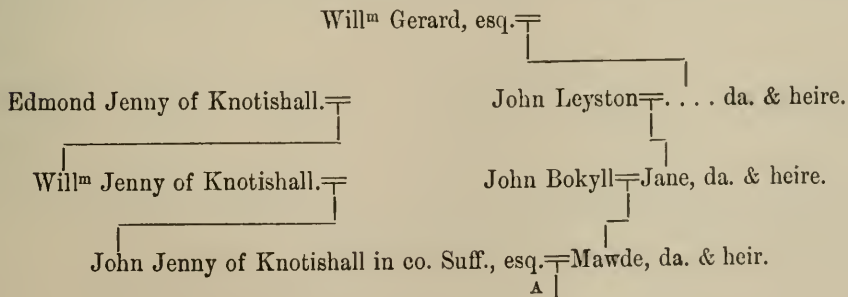 Willᵐ Gerard, esq.
Edmond Jenny of Knotishall. John Leyston . . . . da. & heire.
Willᵐ Jenny of Knotishall. John Bokyll Jane, da. & heire.
John Jenny of Knotishall in co. Suff., esq. Mawde, da. & heir.
A